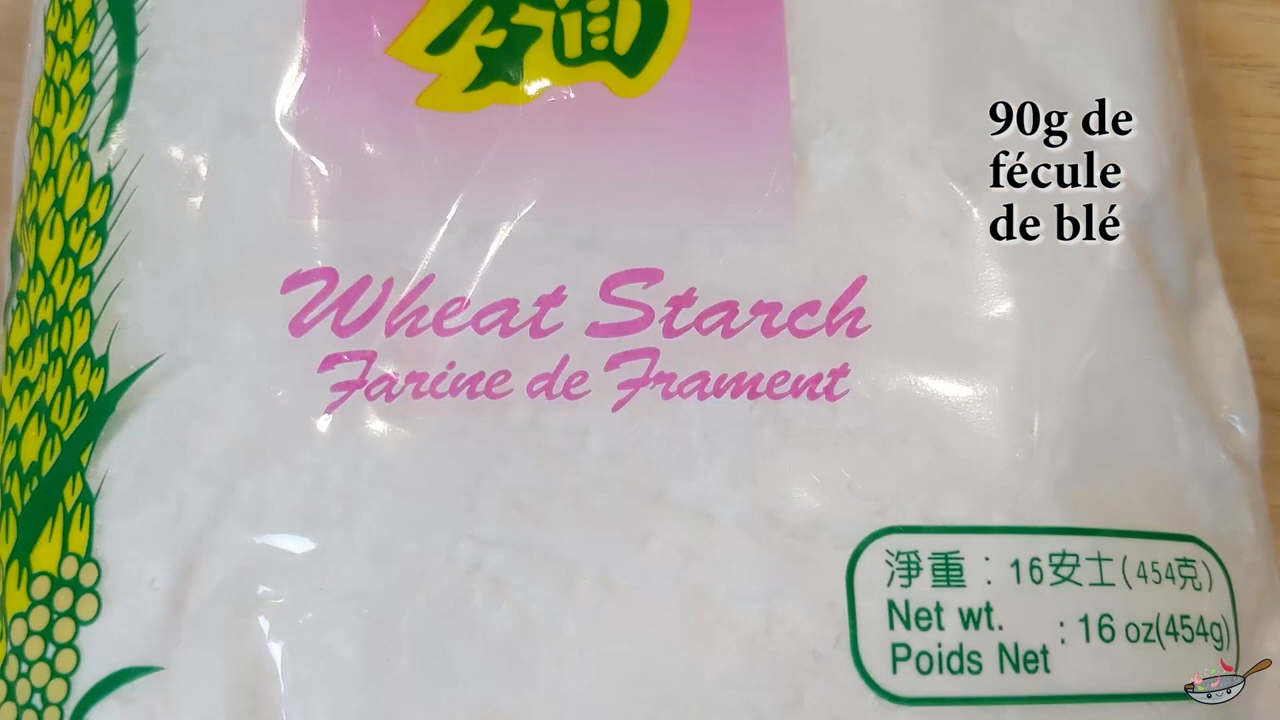 90g de
fécule
de blé
Wheat Starch
Farine de Frament
淨重：16安士(454克)
Net wt.
Poids Net : 16 oz(454g)